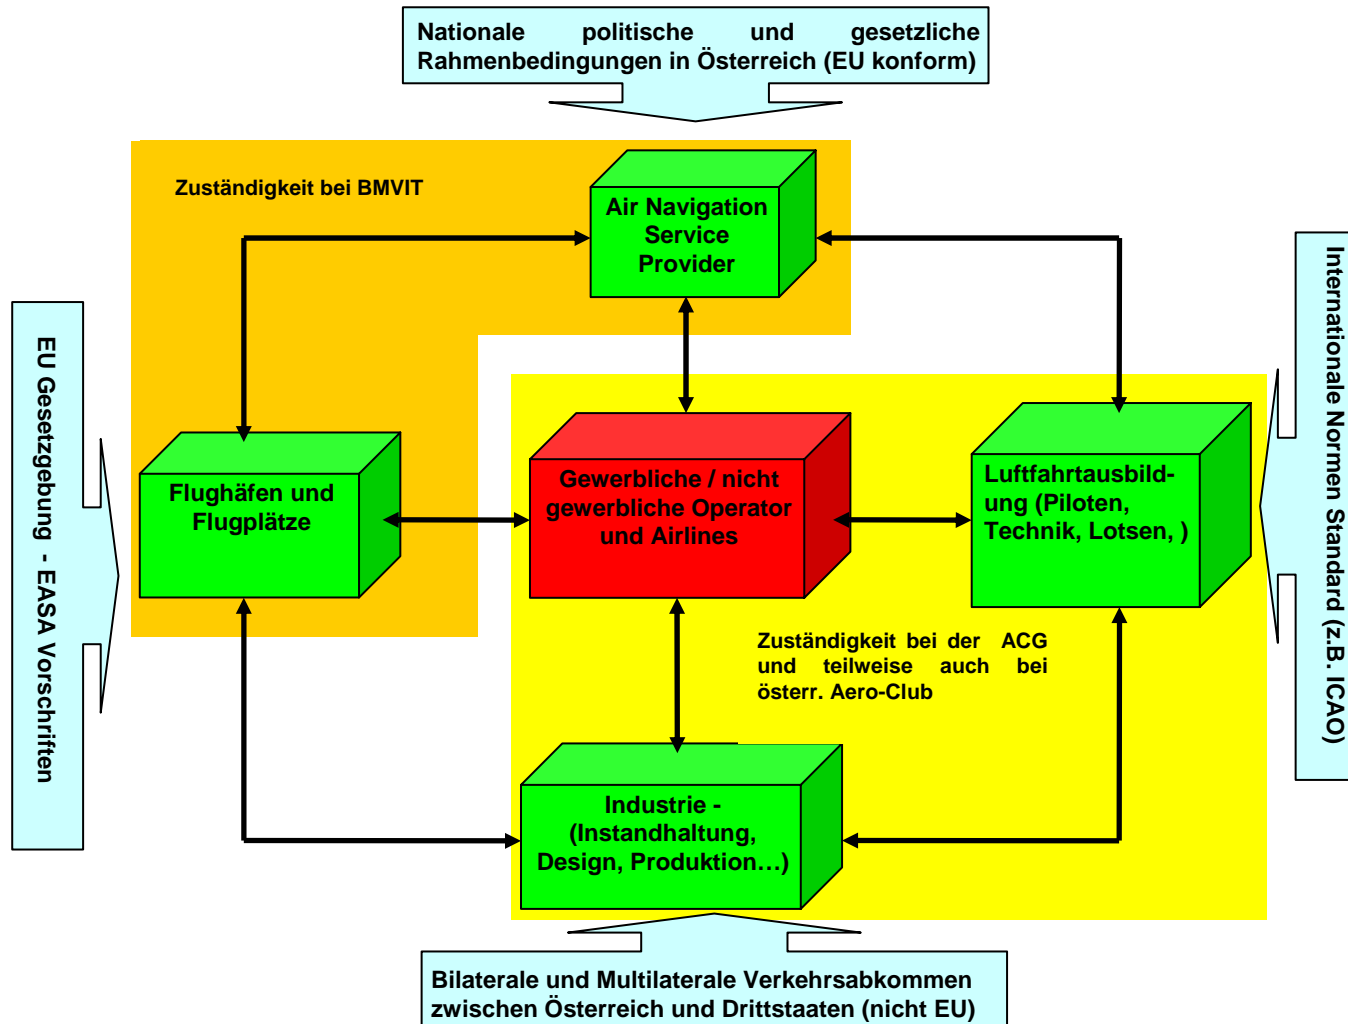 Nationale politische und gesetzliche
Rahmenbedingungen in Österreich (EU konform)
Zuständigkeit bei BMVIT
Air Navigation
Service
Provider
EU Gesetzgebung - EASA Vorschriften
Internationale Normen Standard (z.B. ICAO)
Flughäfen und
Flugplätze
Gewerbliche / nicht
gewerbliche Operator
und Airlines
Luftfahrtausbild-
ung (Piloten,
Technik, Lotsen, )
Zuständigkeit bei der ACG
und teilweise auch bei
österr. Aero-Club
Industrie -
(Instandhaltung,
Design, Produktion…)
Bilaterale und Multilaterale Verkehrsabkommen
zwischen Österreich und Drittstaaten (nicht EU)